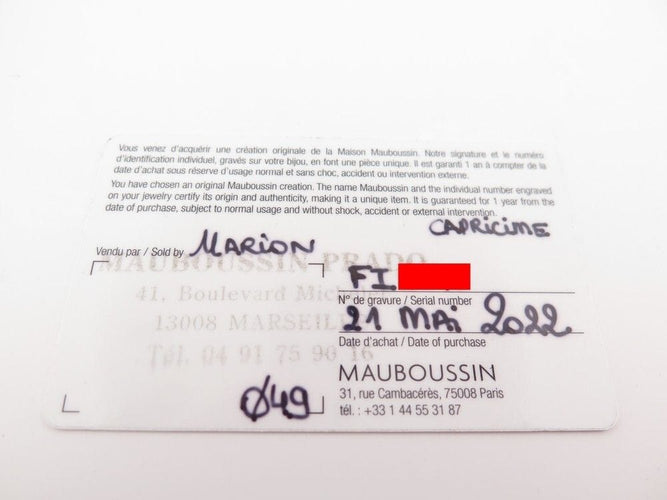 Vous venez d'acquérir une création originale de la Maison Mauboussin. Notre signature et le numéro
d'identification individuel, gravés sur votre bijou, en font une pièce unique. Il est garanti 1 an à compter de la
date d'achat sous réserve d'usage normal et sans choc, accident ou intervention externe.
You have chosen an original Mauboussin creation. The name Mauboussin and the individual number engraved
on your jewelry certify its origin and authenticity, making it a unique item. It is guaranteed for 1 year from the
date of purchase, subject to normal usage and without shock, accident or external intervention.
CAPRICIME
Vendu par / Sold by MARION
MAUBOUSSIN PRADO
41, Boulevard
13008 MARSEILLE
Tél. 04 91 75 90 16
FI.
N° de gravure / Serial number
21 MAi 2022
Date d'achat / Date of purchase
MAUBOUSSIN
31, rue Cambacérès, 75008 Paris
tél. : +33 1 44 55 31 87
Ø49